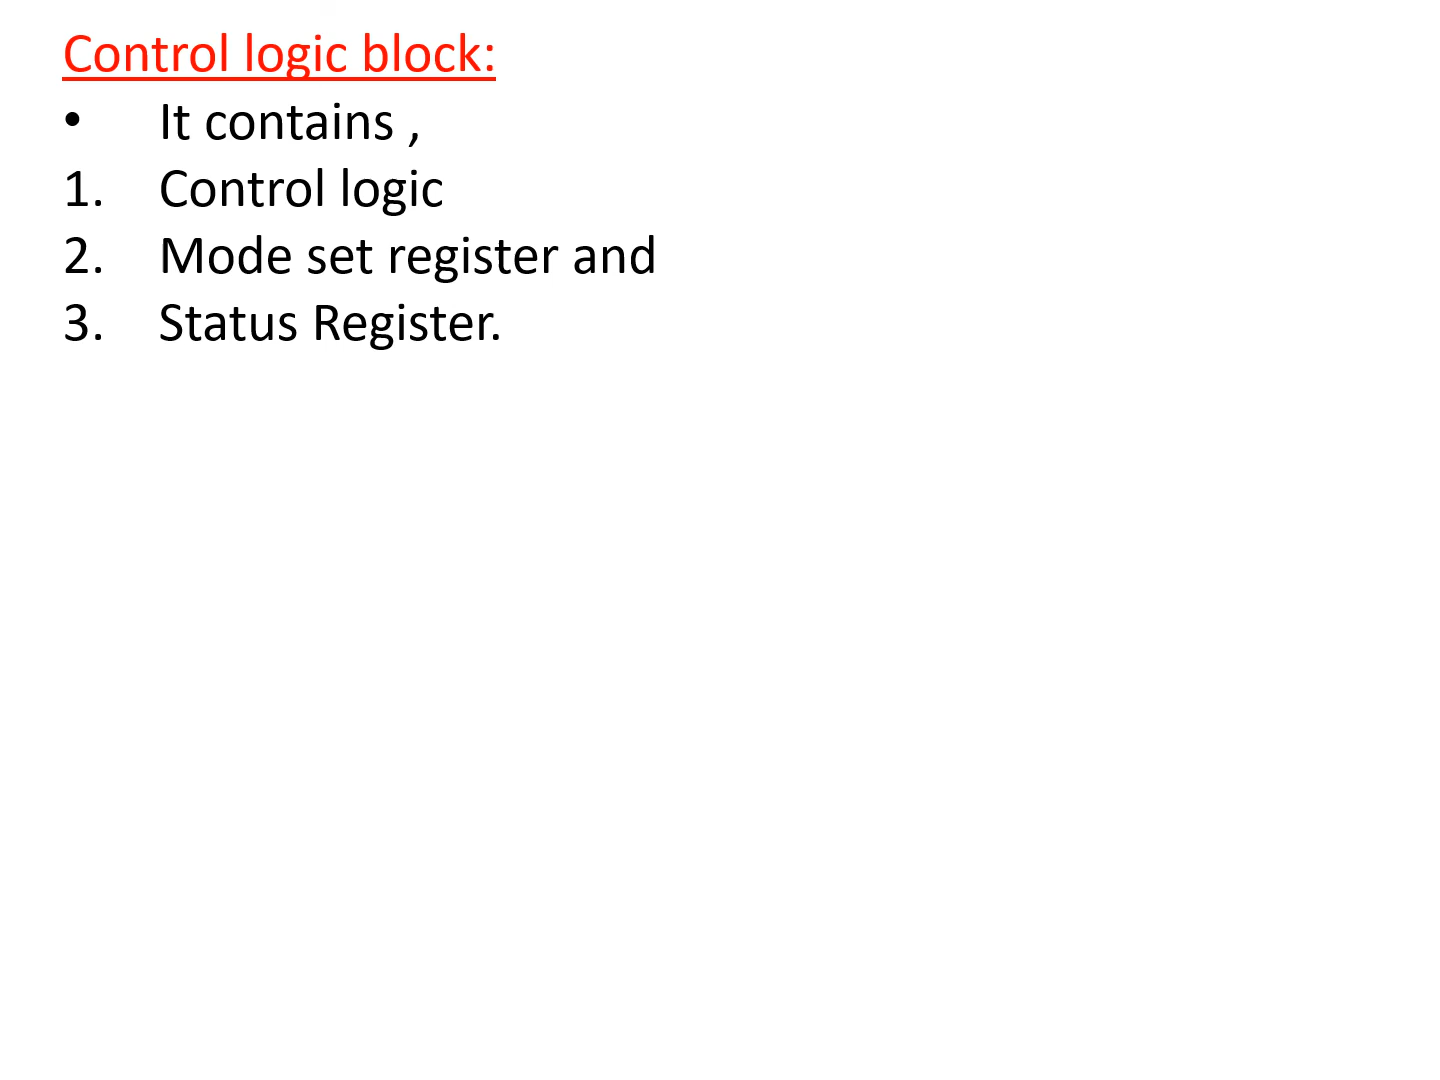 Control logic block:
• It contains ,
1. Control logic
2. Mode set register and
3. Status Register.